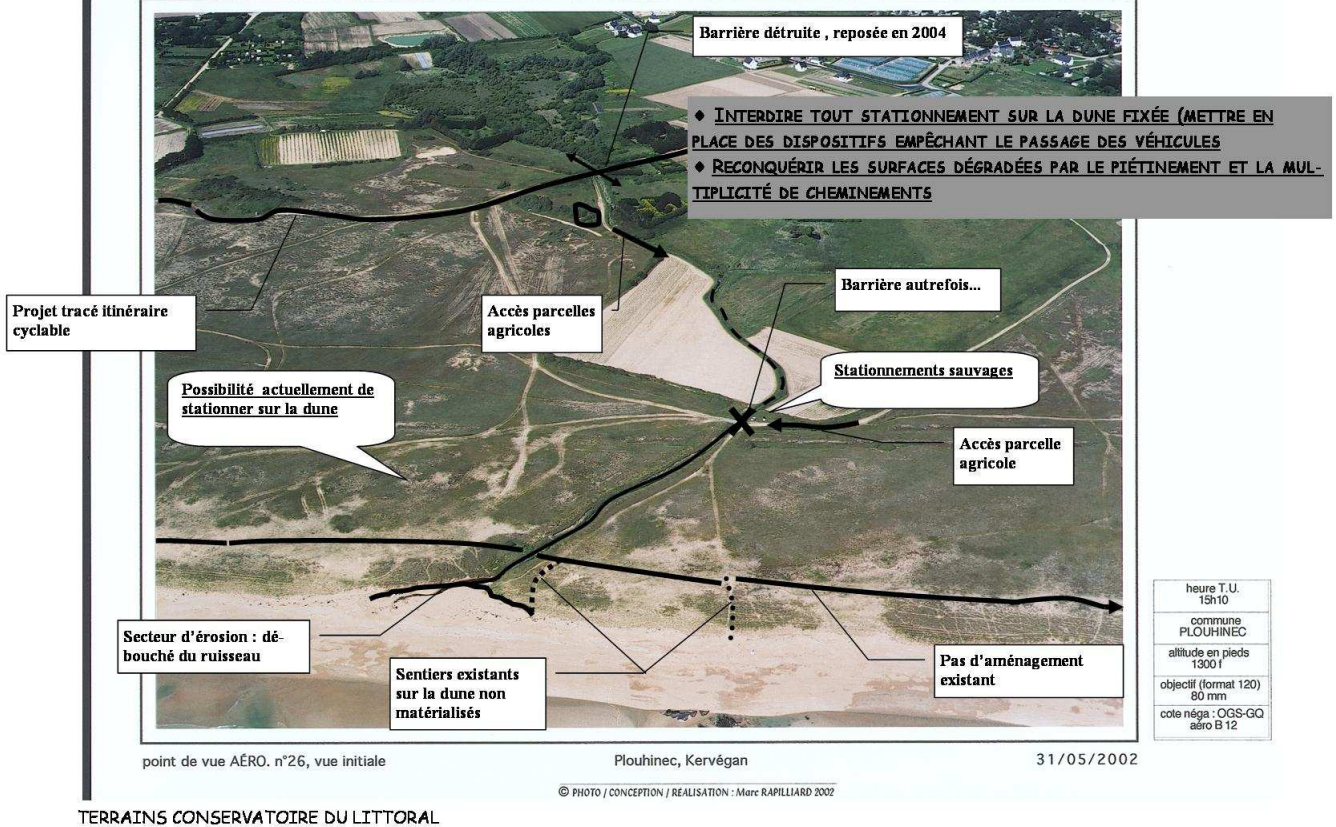 Barrière détruite , reposée en 2004
♦ INTERDIRE TOUT STATIONNEMENT SUR LA DUNE FIXÉE (METTRE EN
PLACE DES DISPOSITIFS EMPÊCHANT LE PASSAGE DES VÉHICULES
♦ RECONQUÉRIR LES SURFACES DÉGRADÉES PAR LE PIÉTINEMENT ET LA MUL-
TIPLICITÉ DE CHEMINEMENTS
Projet tracé itinéraire
cyclable
Accès parcelles
agricoles
Barrière autrefois...
Possibilité actuellement de
stationner sur la dune
Stationnements sauvages
Accès parcelle
agricole
Secteur d'érosion : dé-
bouché du ruisseau
Sentiers existants
sur la dune non
matérialisés
Pas d'aménagement
existant
heure T.U.
15h10
commune
PLOUHINEC
altitude en pieds
1300 f
objectif (format 120)
80 mm
cote néga : OGS-GQ
aéro B 12
point de vue AÉRO. n°26, vue initiale
Plouhinec, Kervégan
31/05/2002
© PHOTO / CONCEPTION / RÉALISATION : Marc RAPILLIARD 2002
TERRAINS CONSERVATOIRE DU LITTORAL